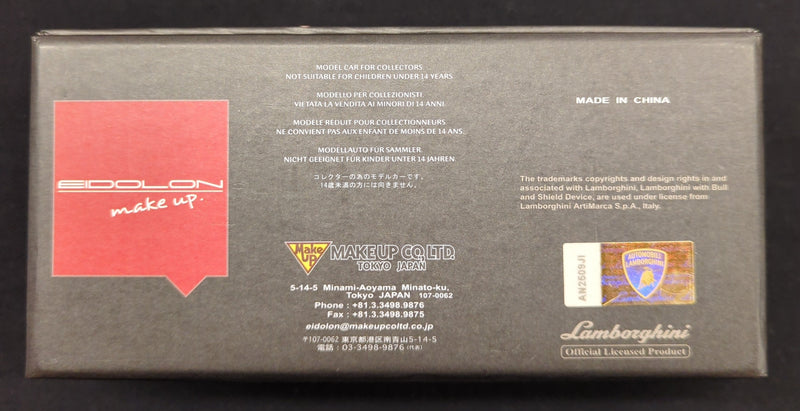 EIDOLON
make up.
MODEL CAR FOR COLLECTORS.
NOT SUITABLE FOR CHILDREN UNDER 14 YEARS.
MODELLO PER COLLEZIONISTI.
VIETATA LA VENDITA AI MINORI DI 14 ANNI.
MODÈLE RÉDUIT POUR COLLECTIONNEURS.
NE CONVIENT PAS AUX ENFANT DE MOINS DE 14 ANS.
MODELLAUTO FÜR SAMMLER.
NICHT GEEIGNET FÜR KINDER UNTER 14 JAHREN.
コレクターの為のモデルカーです。
14歳未満の方には向きません。
Make
UP
MAKEUP CO., LTD.
TOKYO JAPAN
5-14-5 Minami-Aoyama Minato-ku,
Tokyo JAPAN 107-0062
Phone : +81.3.3498.9876
Fax : +81.3.3498.9875
eidolon@makeupcoltd.co.jp
〒107-0062 東京都港区南青山5-14-5
電話：03-3498-9876 (代表)
MADE IN CHINA
The trademarks copyrights and design rights in and
associated with Lamborghini, Lamborghini with Bull
and Shield Device, are used under license from
Lamborghini ArtiMarca S.p.A., Italy.
AN2509JI
AUTOMOBILI
LAMBORGHINI
Lamborghini
Official Licensed Product